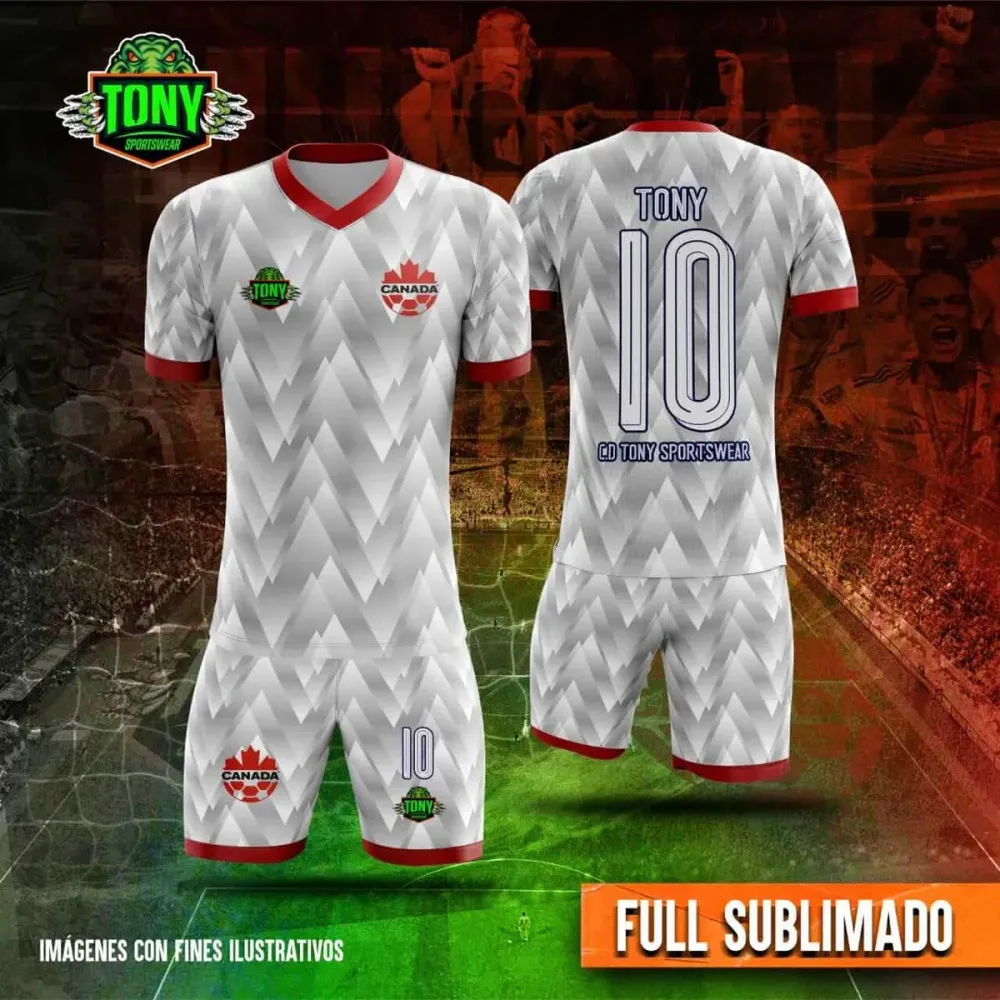 TONY
SPORTSWEAR
TONY
CANADA
TONY
10
CD TONY SPORTSWEAR
CANADA
10
TONY
IMÁGENES CON FINES ILUSTRATIVOS
FULL SUBLIMADO